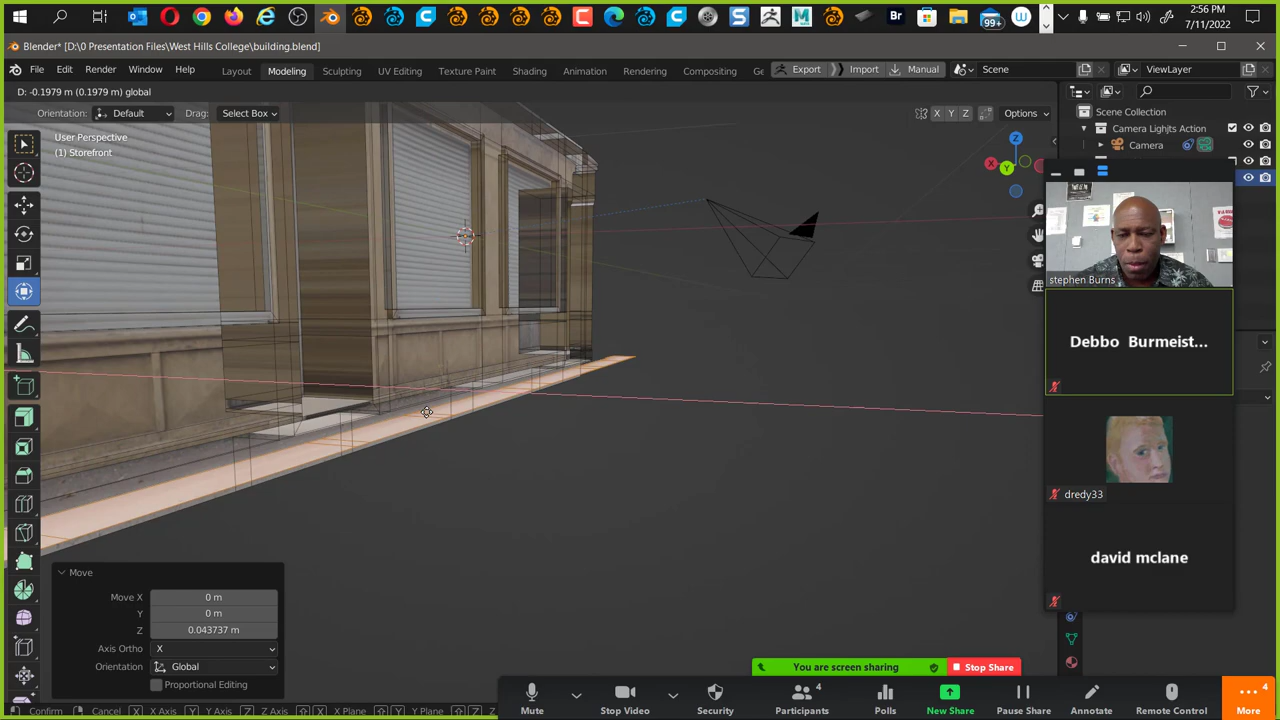 2:56 PM
7/11/2022
99+
Blender* [D:\0 Presentation Files\West Hills College\building.blend]
File Edit Render Window Help
Layout Modeling Sculpting UV Editing Texture Paint Shading Animation Rendering Compositing Ge
Export Import Manual Scene ViewLayer
D: -0.1979 m (0.1979 m) global
Orientation: Default Drag: Select Box
X Y Z Options
User Perspective
(1) Storefront
Scene Collection
Camera Lighjts Action
Camera
Z
X
Y
stephen Burns
Debbo Burmeist...
dredy33
david mclane
Move
Move X 0 m
Y 0 m
Z 0.043737 m
Axis Ortho X
Orientation Global
Proportional Editing
You are screen sharing Stop Share
Mute Stop Video Security Participants 4 Polls New Share Pause Share Annotate Remote Control More 4
Confirm Cancel X X Axis Y Y Axis Z Z Axis X X Plane Y Y Plane Z